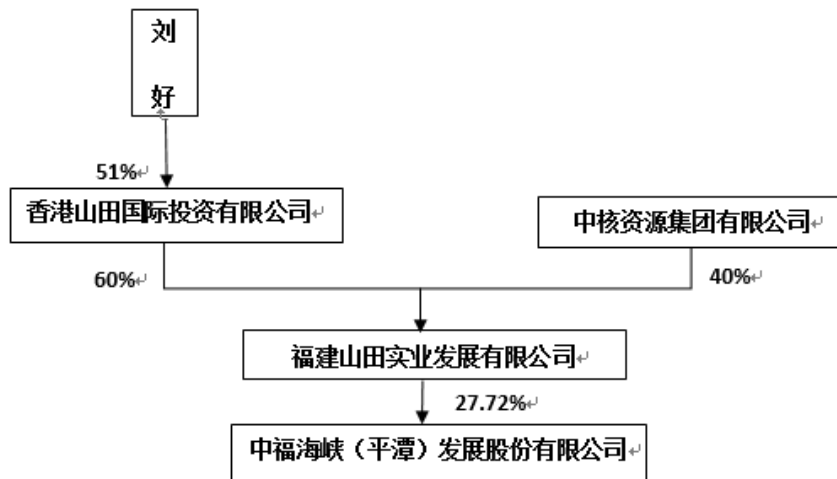 刘
好
51%
香港山田国际投资有限公司
中核资源集团有限公司
60%
40%
福建山田实业发展有限公司
27.72%
中福海峡（平潭）发展股份有限公司